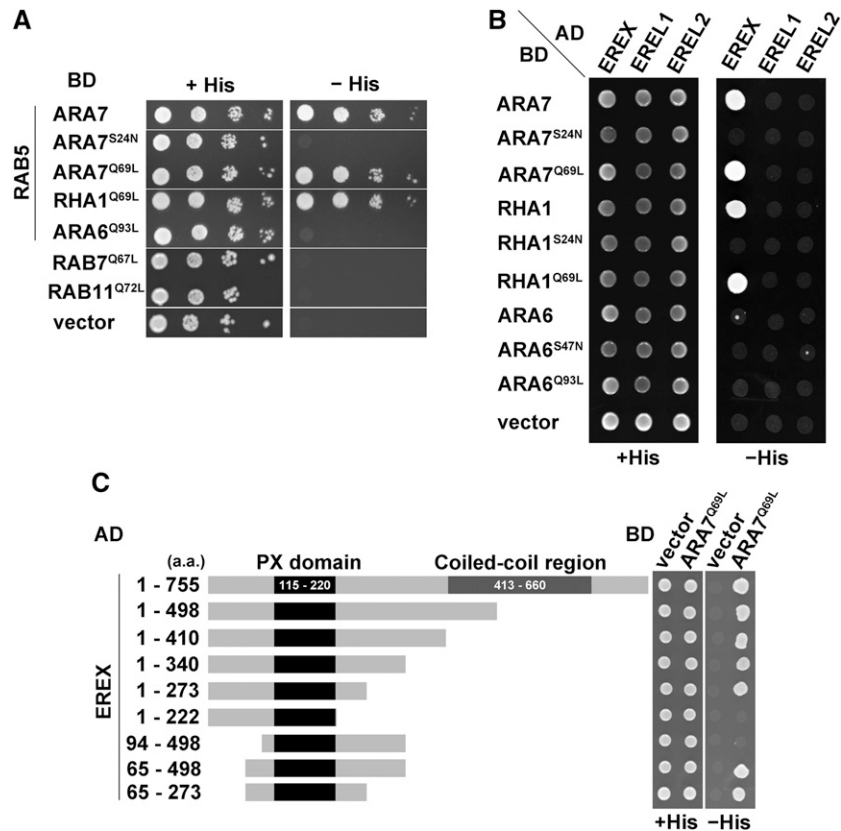 A
BD
+ His
− His
RAB5
ARA7
ARA7S24N
ARA7Q69L
RHA1Q69L
ARA6Q93L
RAB7Q67L
RAB11Q72L
vector
B
AD
BD
EREX
EREL1
EREL2
EREX
EREL1
EREL2
ARA7
ARA7S24N
ARA7Q69L
RHA1
RHA1S24N
RHA1Q69L
ARA6
ARA6S47N
ARA6Q93L
vector
+His
−His
C
AD
(a.a.)
PX domain
Coiled-coil region
BD
vector
ARA7Q69L
vector
ARA7Q69L
EREX
1 - 755
115 - 220
413 - 660
1 - 498
1 - 410
1 - 340
1 - 273
1 - 222
94 - 498
65 - 498
65 - 273
+His
−His